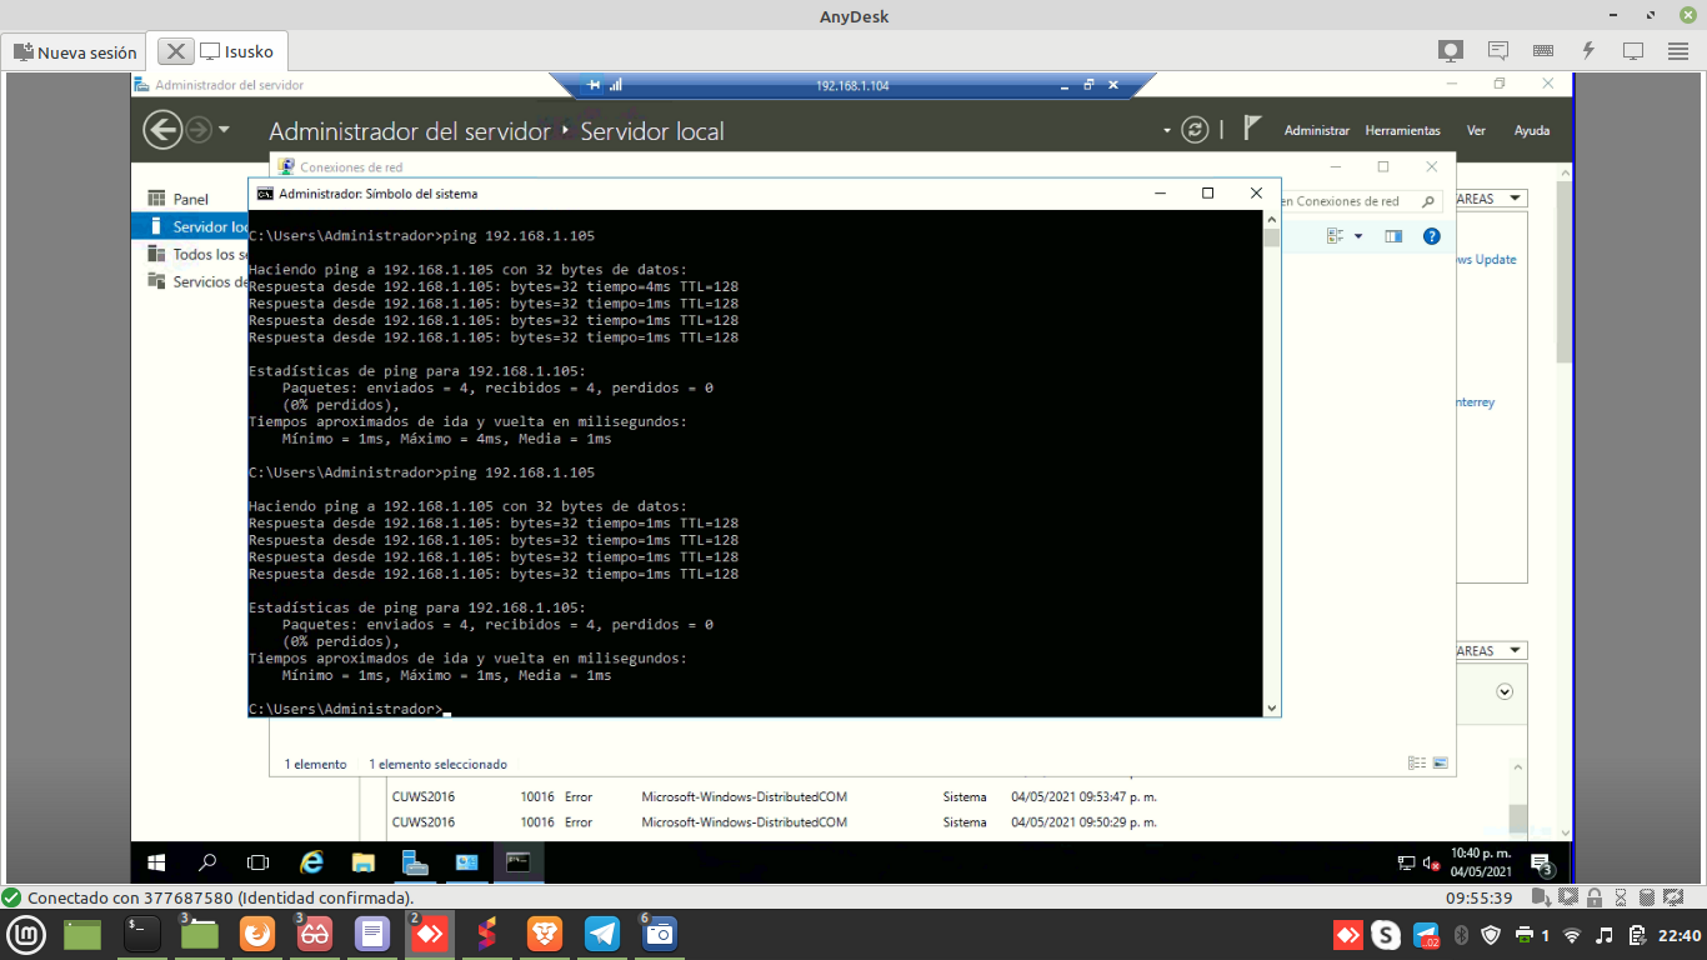 AnyDesk
Nueva sesión
Isusko
Administrador del servidor
192.168.1.104
Administrador del servidor ‣ Servidor local
Administrar Herramientas Ver Ayuda
Conexiones de red
Panel
Administrador: Símbolo del sistema
en Conexiones de red
AREAS
Servidor loc
Todos los se
Servicios de
ws Update
nterrey
C:\Users\Administrador>ping 192.168.1.105
Haciendo ping a 192.168.1.105 con 32 bytes de datos:
Respuesta desde 192.168.1.105: bytes=32 tiempo=4ms TTL=128
Respuesta desde 192.168.1.105: bytes=32 tiempo=1ms TTL=128
Respuesta desde 192.168.1.105: bytes=32 tiempo=1ms TTL=128
Respuesta desde 192.168.1.105: bytes=32 tiempo=1ms TTL=128
Estadísticas de ping para 192.168.1.105:
Paquetes: enviados = 4, recibidos = 4, perdidos = 0
(0% perdidos),
Tiempos aproximados de ida y vuelta en milisegundos:
Mínimo = 1ms, Máximo = 4ms, Media = 1ms
C:\Users\Administrador>ping 192.168.1.105
Haciendo ping a 192.168.1.105 con 32 bytes de datos:
Respuesta desde 192.168.1.105: bytes=32 tiempo=1ms TTL=128
Respuesta desde 192.168.1.105: bytes=32 tiempo=1ms TTL=128
Respuesta desde 192.168.1.105: bytes=32 tiempo=1ms TTL=128
Respuesta desde 192.168.1.105: bytes=32 tiempo=1ms TTL=128
Estadísticas de ping para 192.168.1.105:
Paquetes: enviados = 4, recibidos = 4, perdidos = 0
(0% perdidos),
Tiempos aproximados de ida y vuelta en milisegundos:
Mínimo = 1ms, Máximo = 1ms, Media = 1ms
C:\Users\Administrador>
AREAS
1 elemento 1 elemento seleccionado
CUWS2016 10016 Error Microsoft-Windows-DistributedCOM Sistema 04/05/2021 09:53:47 p. m.
CUWS2016 10016 Error Microsoft-Windows-DistributedCOM Sistema 04/05/2021 09:50:29 p. m.
10:40 p. m.
04/05/2021
3
Conectado con 377687580 (Identidad confirmada).
09:55:39
3 3 2 6
.02
1
22:40